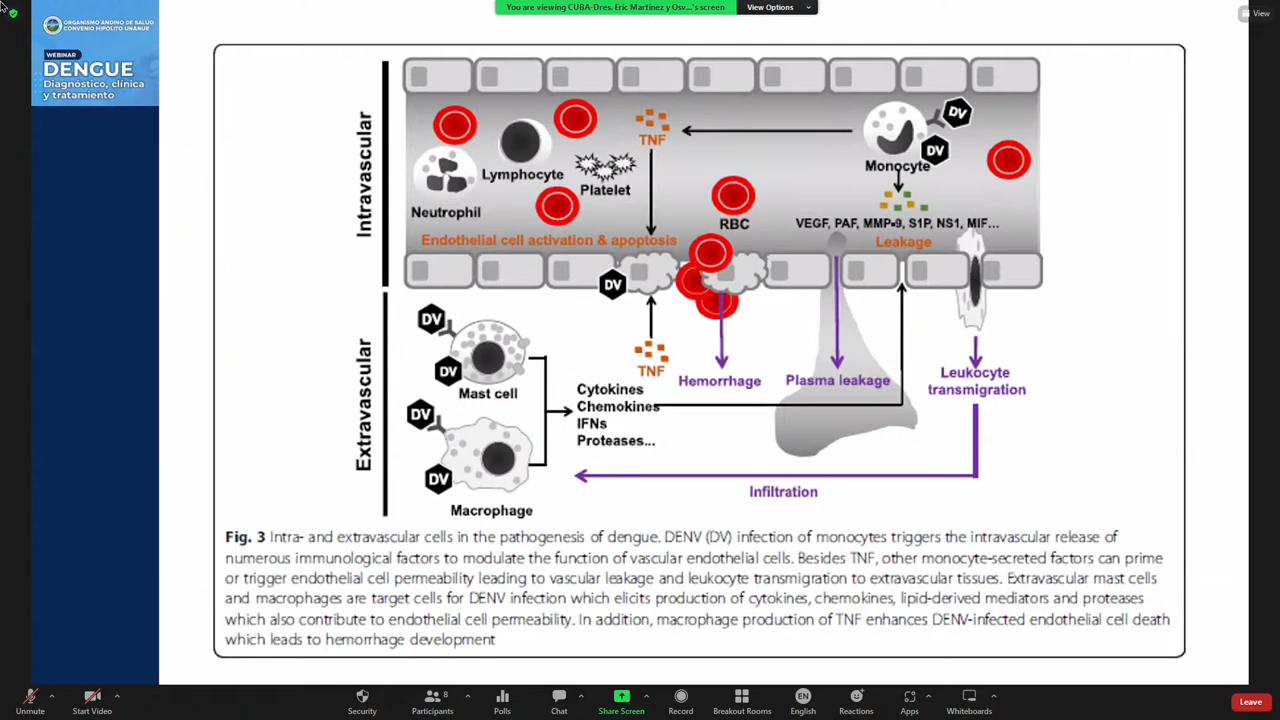 You are viewing CUBA-Dres. Eric Martinez y Osv...'s screen
View Options
View
ORGANISMO ANDINO DE SALUD
CONVENIO HIPÓLITO UNANUE
WEBINAR
DENGUE
Diagnóstico, clínica
y tratamiento
Intravascular
Extravascular
TNF
DV
DV
Monocyte
Lymphocyte
Platelet
Neutrophil
RBC
VEGF, PAF, MMP-9, S1P, NS1, MIF...
Endothelial cell activation & apoptosis
Leakage
DV
DV
DV
Mast cell
TNF
Hemorrhage
Plasma leakage
Leukocyte
transmigration
Cytokines
Chemokines
IFNs
Proteases...
DV
DV
Macrophage
Infiltration
Fig. 3 Intra- and extravascular cells in the pathogenesis of dengue. DENV (DV) infection of monocytes triggers the intravascular release of
numerous immunological factors to modulate the function of vascular endothelial cells. Besides TNF, other monocyte-secreted factors can prime
or trigger endothelial cell permeability leading to vascular leakage and leukocyte transmigration to extravascular tissues. Extravascular mast cells
and macrophages are target cells for DENV infection which elicits production of cytokines, chemokines, lipid-derived mediators and proteases
which also contribute to endothelial cell permeability. In addition, macrophage production of TNF enhances DENV-infected endothelial cell death
which leads to hemorrhage development
Unmute
Start Video
Security
Participants
8
Polls
Chat
Share Screen
Record
Breakout Rooms
EN
English
Reactions
Apps
Whiteboards
Leave